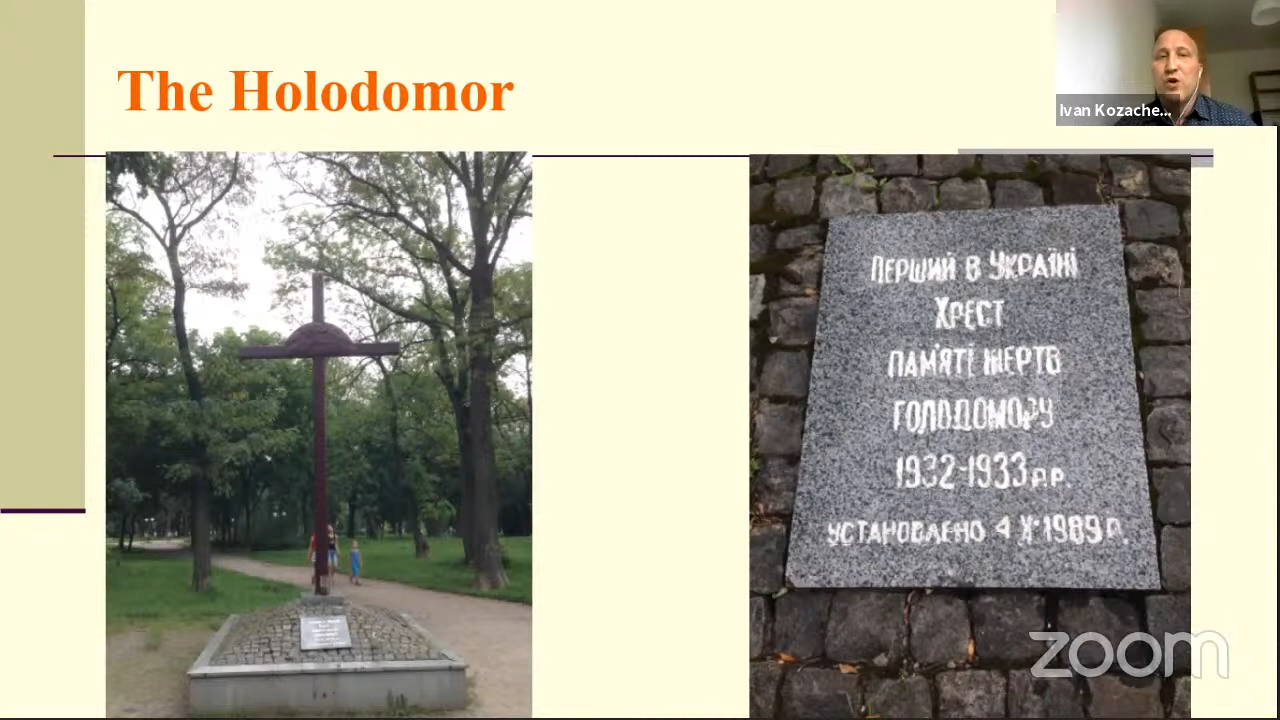 The Holodomor
Ivan Kozache...
ПЕРШИЙ В УКРАЇНІ
ХРЕСТ
ПАМ'ЯТІ ЖЕРТВ
ГОЛОДОМОРУ
1932-1933 р.р.
УСТАНОВЛЕНО 4 X 1989 р.
zoom